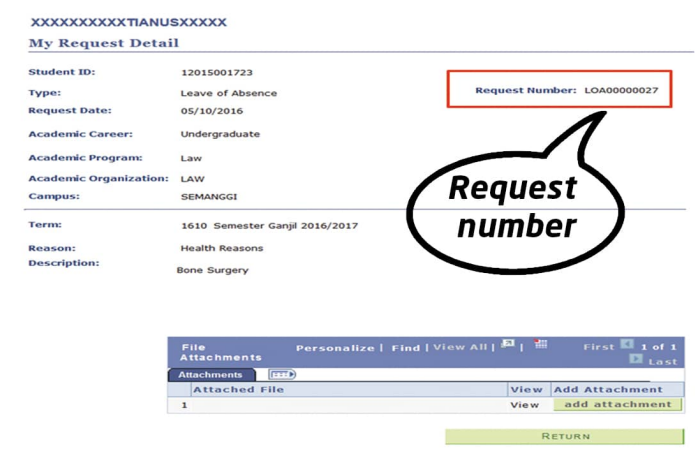 XXXXXXXXXXTIANUSXXXXX
My Request Detail
Student ID: 12015001723
Type: Leave of Absence
Request Number: LOA00000027
Request Date: 05/10/2016
Academic Career: Undergraduate
Academic Program: Law
Academic Organization: LAW
Campus: SEMANGGI
Request
number
Term: 1610 Semester Ganjil 2016/2017
Reason: Health Reasons
Description: Bone Surgery
File Attachments Personalize | Find | View All | | First 1 of 1 Last
Attachments
Attached File View Add Attachment
1 View add attachment
RETURN